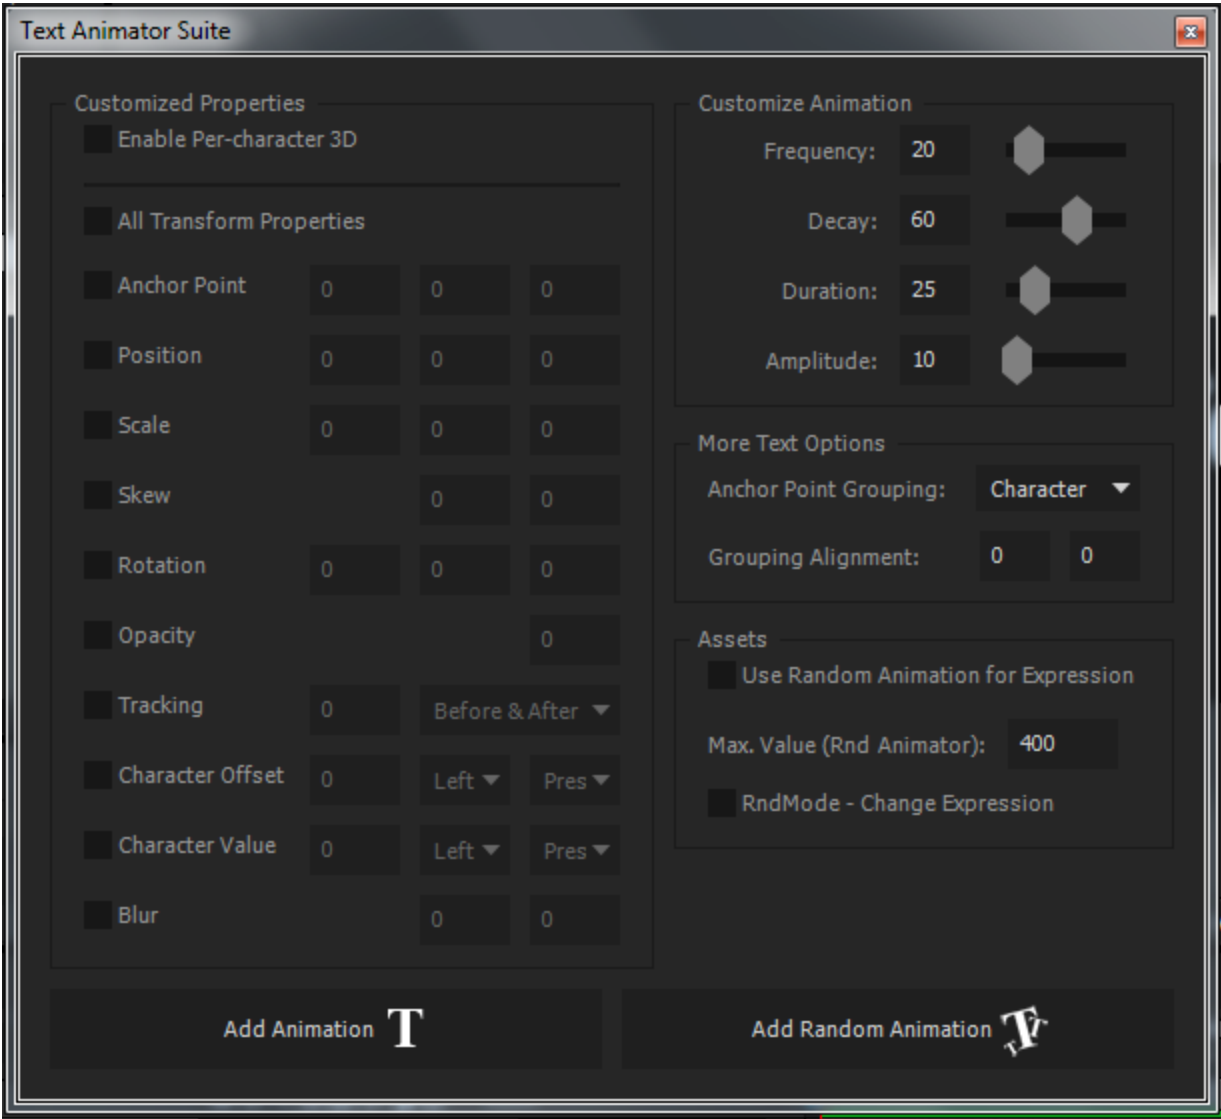 Text Animator Suite
Customized Properties
Enable Per-character 3D
All Transform Properties
Anchor Point 0 0 0
Position 0 0 0
Scale 0 0 0
Skew 0 0
Rotation 0 0 0
Opacity 0
Tracking 0 Before & After
Character Offset 0 Left Pres
Character Value 0 Left Pres
Blur 0 0
Customize Animation
Frequency: 20
Decay: 60
Duration: 25
Amplitude: 10
More Text Options
Anchor Point Grouping: Character
Grouping Alignment: 0 0
Assets
Use Random Animation for Expression
Max. Value (Rnd Animator): 400
RndMode - Change Expression
Add Animation T
Add Random Animation TTT